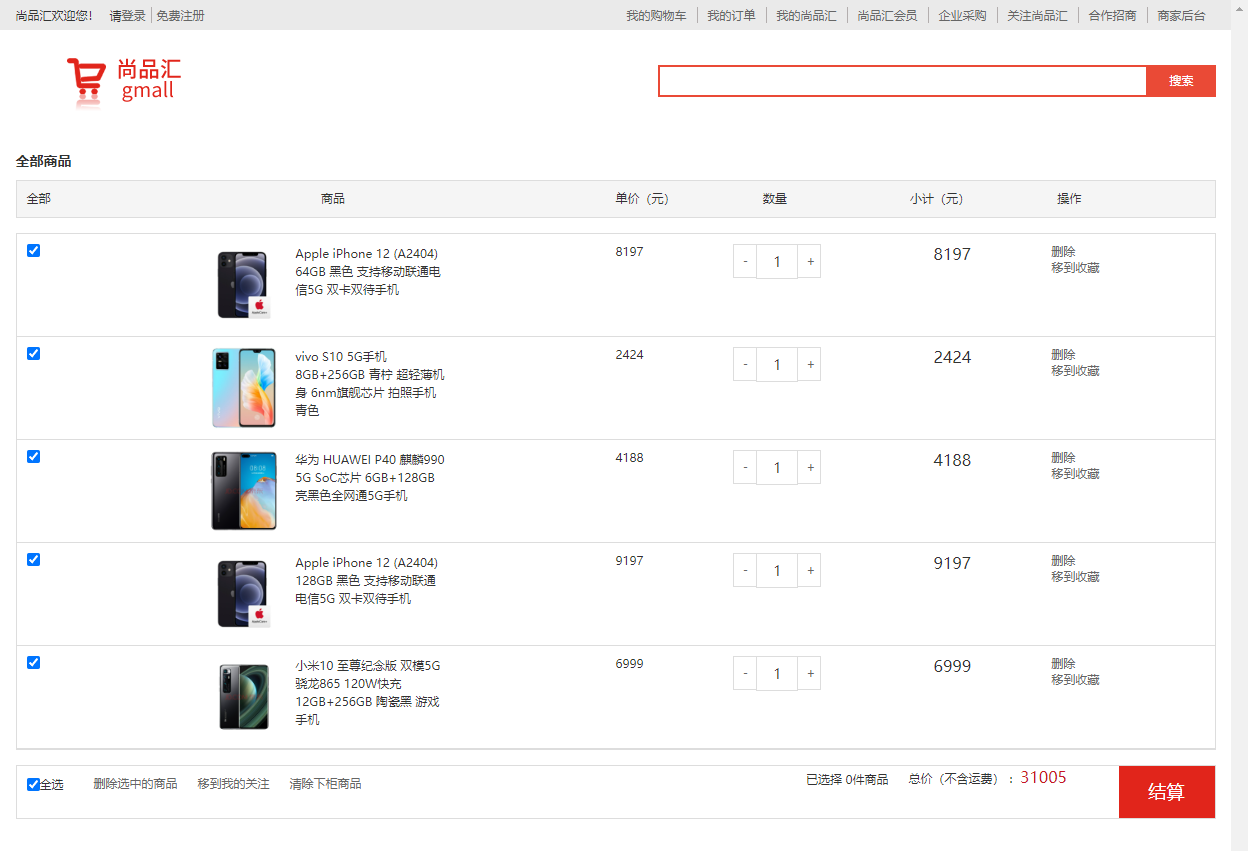 尚品汇欢迎您! 请登录 免费注册 我的购物车 我的订单 我的尚品汇 尚品汇会员 企业采购 关注尚品汇 合作招商 商家后台
尚品汇
gmall
搜索
全部商品
全部 商品 单价（元） 数量 小计（元） 操作
Apple iPhone 12 (A2404) 8197 - 1 + 8197 删除
64GB 黑色 支持移动联通电 移到收藏
信5G 双卡双待手机
vivo S10 5G手机 2424 - 1 + 2424 删除
8GB+256GB 青柠 超轻薄机 移到收藏
身 6nm旗舰芯片 拍照手机
青色
华为 HUAWEI P40 麒麟990 4188 - 1 + 4188 删除
5G SoC芯片 6GB+128GB 移到收藏
亮黑色全网通5G手机
Apple iPhone 12 (A2404) 9197 - 1 + 9197 删除
128GB 黑色 支持移动联通 移到收藏
电信5G 双卡双待手机
小米10 至尊纪念版 双模5G 6999 - 1 + 6999 删除
骁龙865 120W快充 移到收藏
12GB+256GB 陶瓷黑 游戏
手机
全选 删除选中的商品 移到我的关注 清除下柜商品 已选择 0件商品 总价（不含运费）： 31005 结算